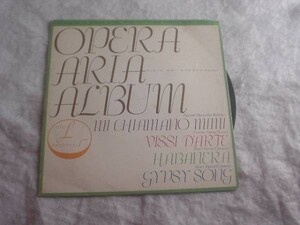 OPERA
ARIA
ALBUM
MI CHIAMANO MIMI
VISSI D'ARTE
HABANERA
GYPSY SONG